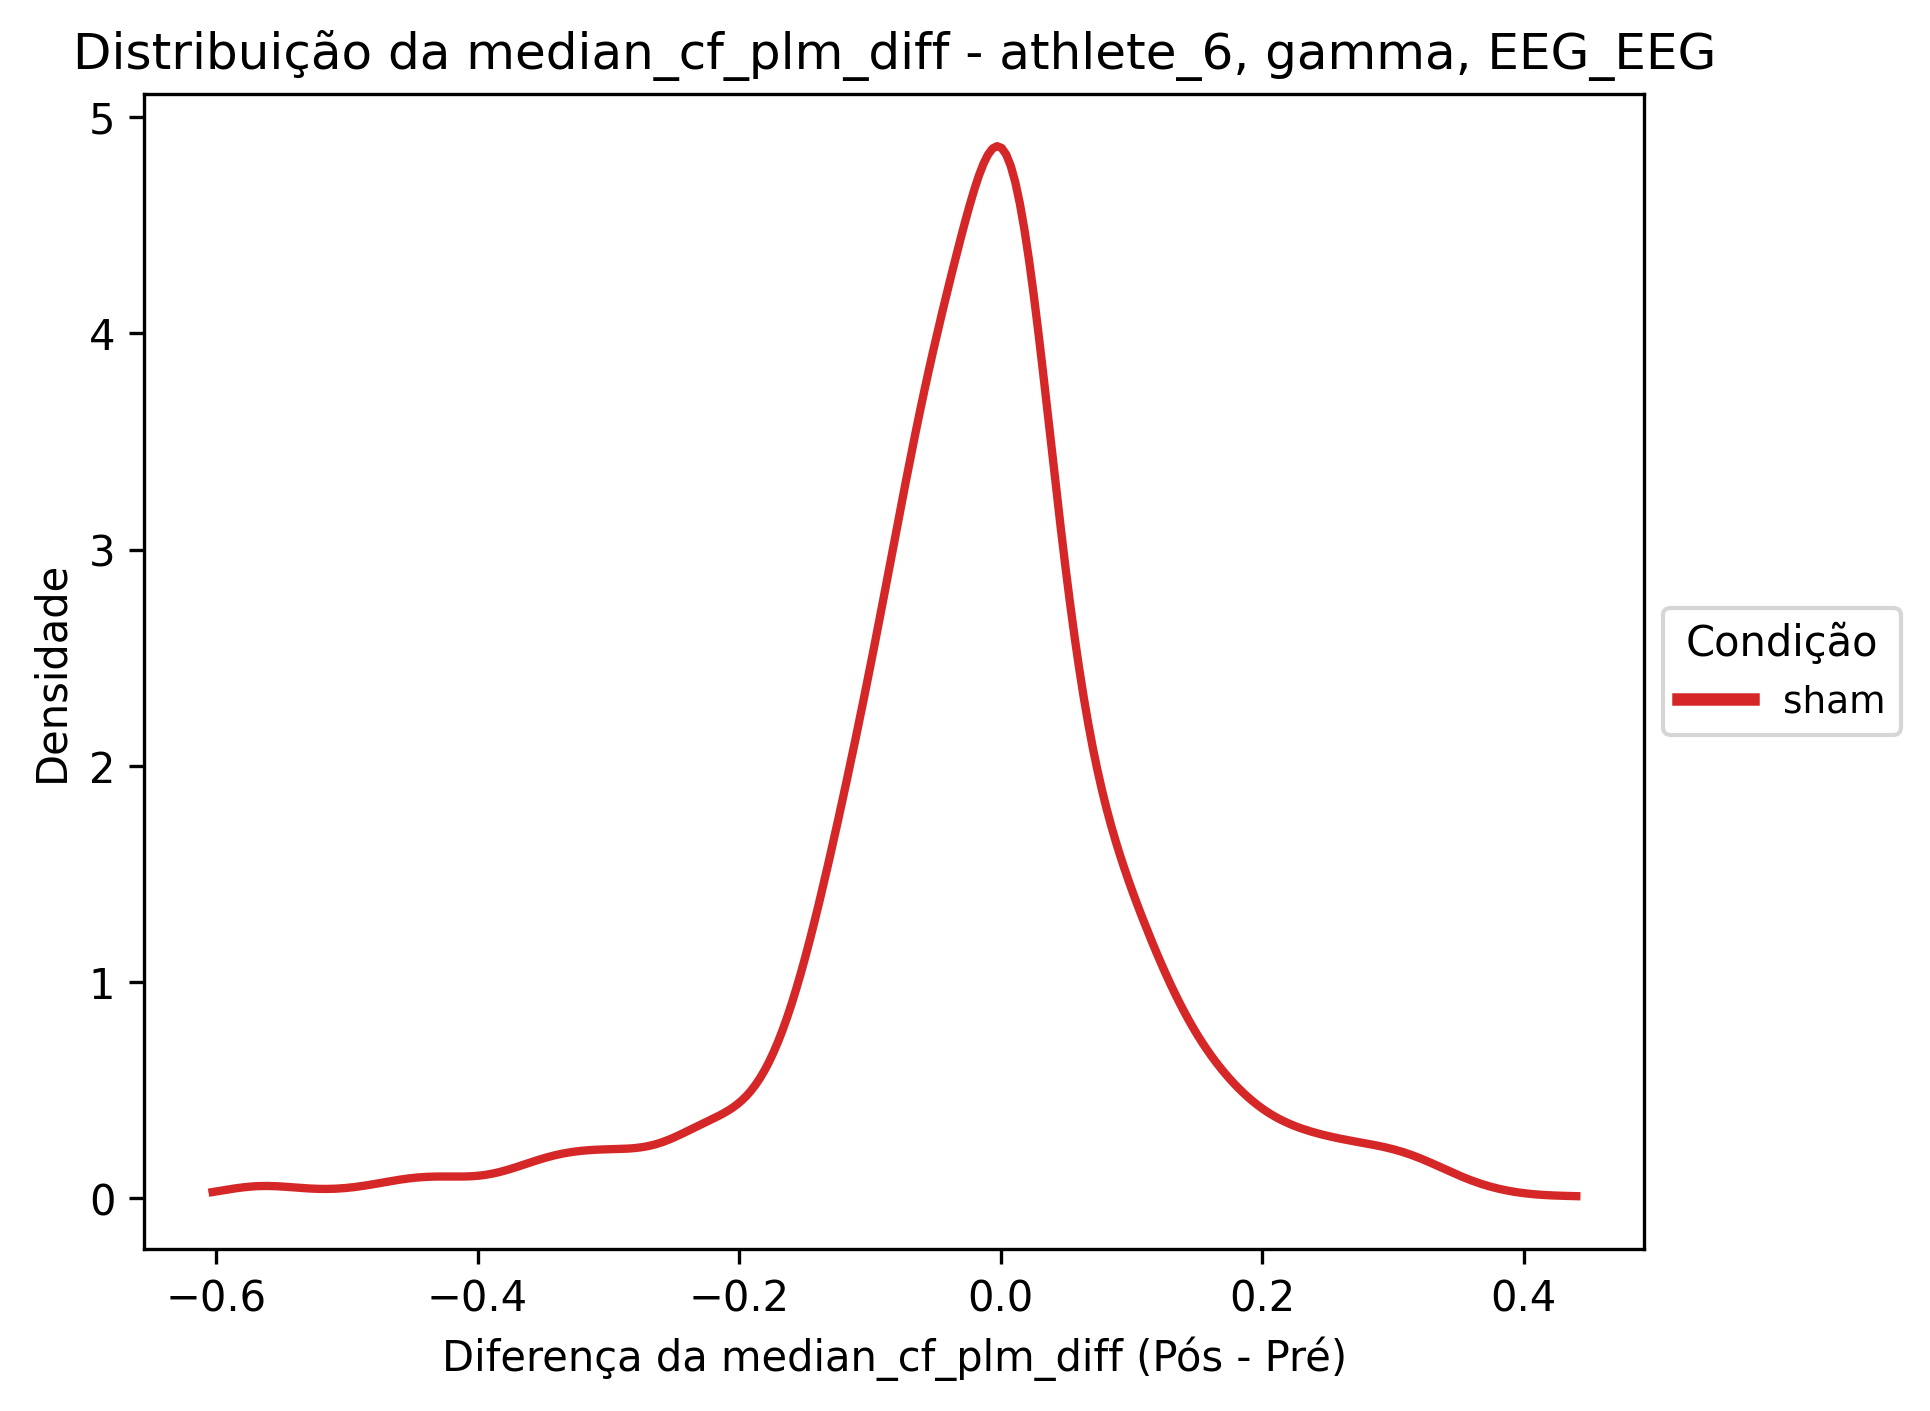 Distribuição da median_cf_plm_diff - athlete_6, gamma, EEG_EEG
5
4
3
2
1
0
Densidade
−0.6
−0.4
−0.2
0.0
0.2
0.4
Diferença da median_cf_plm_diff (Pós - Pré)
Condição
sham